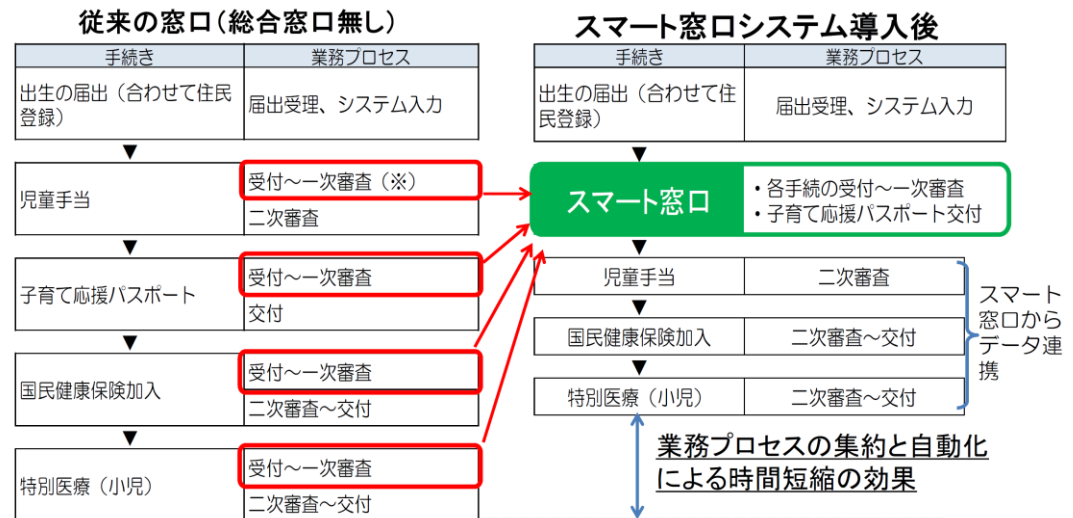 従来の窓口(総合窓口無し)
手続き
業務プロセス
出生の届出(合わせて住民
登録)
届出受理、システム入力
▼
児童手当
受付～一次審査(※)
二次審査
▼
子育て応援パスポート
受付～一次審査
交付
▼
国民健康保険加入
受付～一次審査
二次審査～交付
▼
特別医療(小児)
受付～一次審査
二次審査～交付
スマート窓口システム導入後
手続き
業務プロセス
出生の届出(合わせて住
民登録)
届出受理、システム入力
▼
スマート窓口
・各手続の受付～一次審査
・子育て応援パスポート交付
▼
児童手当
二次審査
▼
国民健康保険加入
二次審査～交付
▼
特別医療(小児)
二次審査～交付
スマート
窓口から
データ連
携
業務プロセスの集約と自動化
による時間短縮の効果